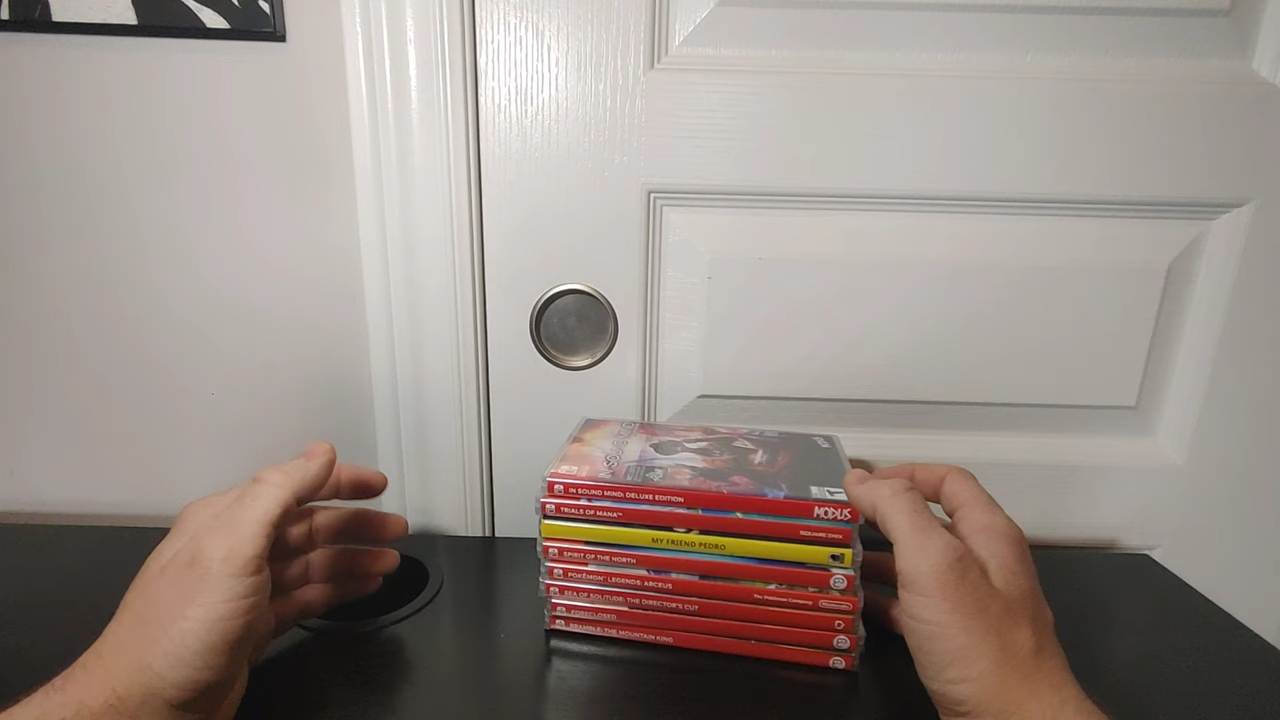 IN SOUND MIND
IN SOUND MIND: DELUXE EDITION
MODUS
TRIALS OF MANA™
SQUARE ENIX
MY FRIEND PEDRO
SPIRIT OF THE NORTH
POKÉMON™ LEGENDS: ARCEUS
The Pokémon Company
Nintendo
SEA OF SOLITUDE: THE DIRECTOR'S CUT
FORECLOSED
BRAMBLE: THE MOUNTAIN KING